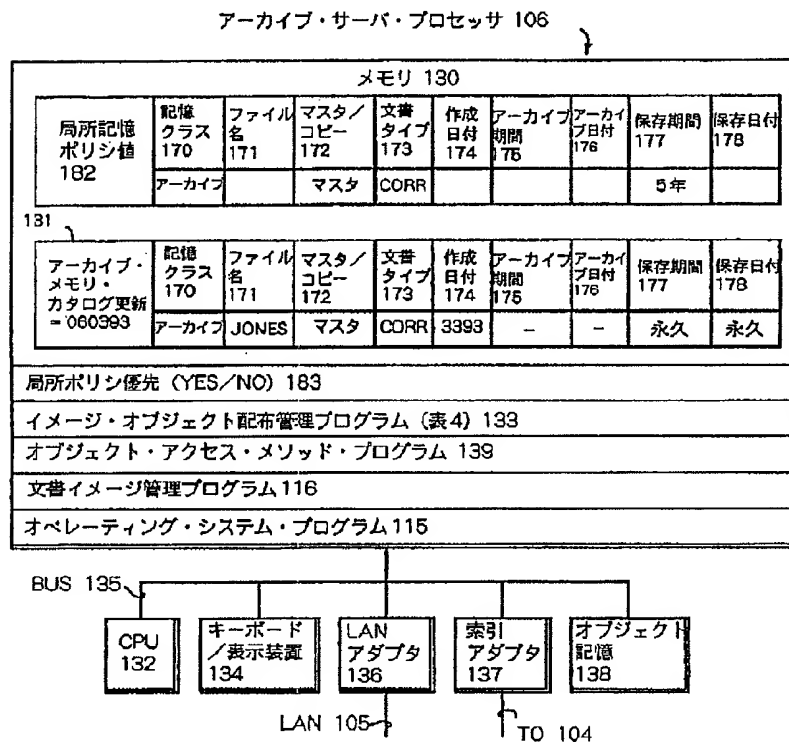 アーカイブ・サーバ・プロセッサ 106
メモリ 130
局所記憶
ポリシ値
182
記憶
クラス
170
ファイル
名
171
マスタ/
コピー
172
文書
タイプ
173
作成
日付
174
アーカイブ
期間
175
アーカイ
ブ日付
176
保存期間
177
保存日付
178
アーカイブ
マスタ
CORR
5年
131
アーカイブ・
メモリ・
カタログ更新
=060393
記憶
クラス
170
ファイル
名
171
マスタ/
コピー
172
文書
タイプ
173
作成
日付
174
アーカイブ
期間
175
アーカイ
ブ日付
176
保存期間
177
保存日付
178
アーカイブ
JONES
マスタ
CORR
3393
–
–
永久
永久
局所ポリシ優先 (YES/NO) 183
イメージ・オブジェクト配布管理プログラム (表4) 133
オブジェクト・アクセス・メソッド・プログラム 139
文書イメージ管理プログラム116
オペレーティング・システム・プログラム115
BUS 135
CPU
132
キーボード
/表示装置
134
LAN
アダプタ
136
索引
アダプタ
137
オブジェクト
記憶
138
LAN 105
TO 104